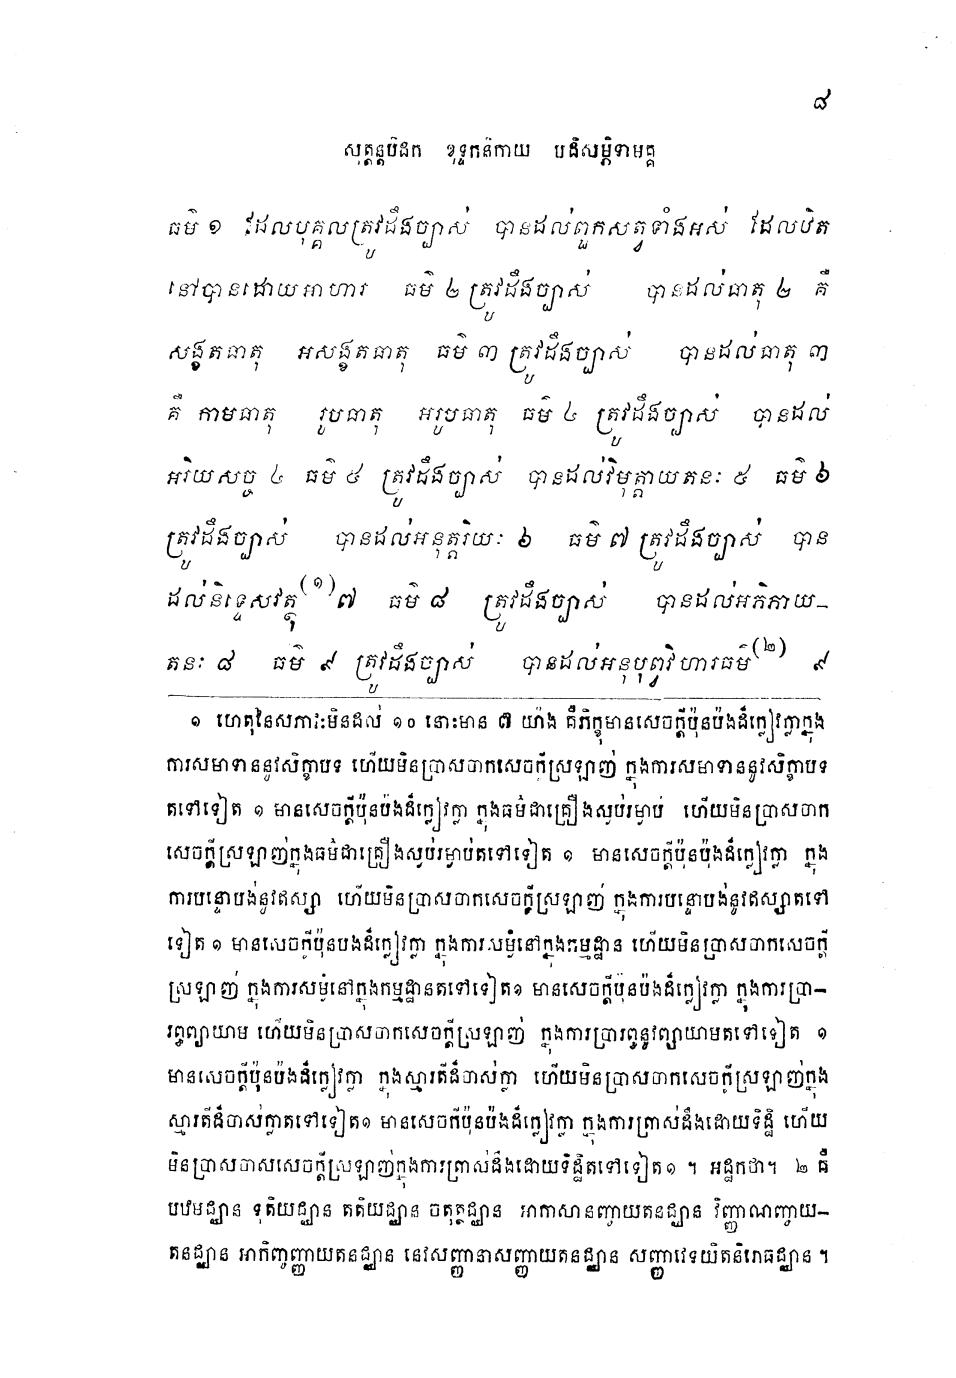 ៨
សុត្តន្តបិដក ខុទ្ទកនិកាយ បដិសម្ភិទាមគ្គ
ធម៌ ១ ដែលបុគ្គលត្រូវដឹងច្បាស់ បានដល់ពួកសត្វទាំងអស់ ដែលឋិត
នៅបានដោយអាហារ ធម៌ ២ ត្រូវដឹងច្បាស់ បានដល់ធាតុ ២ គឺ
សង្ខតធាតុ អសង្ខតធាតុ ធម៌ ៣ ត្រូវដឹងច្បាស់ បានដល់ធាតុ ៣
គឺ កាមធាតុ រូបធាតុ អរូបធាតុ ធម៌ ៤ ត្រូវដឹងច្បាស់ បានដល់
អរិយសច្ច ៤ ធម៌ ៥ ត្រូវដឹងច្បាស់ បានដល់វិមុត្តាយតនៈ ៥ ធម៌ ៦
ត្រូវដឹងច្បាស់ បានដល់អនុត្តរិយៈ ៦ ធម៌ ៧ ត្រូវដឹងច្បាស់ បាន
ដល់និទ្ទេសវត្ថុ(១) ៧ ធម៌ ៨ ត្រូវដឹងច្បាស់ បានដល់អភិភាយ-
តនៈ ៨ ធម៌ ៩ ត្រូវដឹងច្បាស់ បានដល់អនុបុព្វវិហារធម៌(២) ៩
១ ហេតុនៃសភាវៈមិនដល់ ១០ នោះមាន ៧ យ៉ាង គឺភិក្ខុមានសេចក្តីប៉ុនប៉ងដ៏ក្លៀវក្លាក្នុង
ការសមាទាននូវសិក្ខាបទ ហើយមិនប្រាសចាកសេចក្តីស្រឡាញ់ ក្នុងការសមាទាននូវសិក្ខាបទ
តទៅទៀត ១ មានសេចក្តីប៉ុនប៉ងដ៏ក្លៀវក្លា ក្នុងធម៌ជាគ្រឿងស្ងប់រម្ងាប់ ហើយមិនប្រាសចាក
សេចក្តីស្រឡាញ់ក្នុងធម៌ជាគ្រឿងស្ងប់រម្ងាប់តទៅទៀត ១ មានសេចក្តីប៉ុនប៉ុងដ៏ក្លៀវក្លា ក្នុង
ការបន្ទោបង់នូវឥស្សា ហើយមិនប្រាសចាកសេចក្តីស្រឡាញ់ ក្នុងការបន្ទោបង់នូវឥស្សាតទៅ
ទៀត ១ មានសេចក្តីប៉ុនបងដ៏ក្លៀវក្លា ក្នុងការសម្ងំនៅក្នុងកម្មដ្ឋាន ហើយមិនប្រាសចាកសេចក្តី
ស្រឡាញ់ ក្នុងការសម្ងំនៅក្នុងកម្មដ្ឋានតទៅទៀត១ មានសេចក្តីប៉ុនប៉ងដ៏ក្លៀវក្លា ក្នុងការប្រា-
រព្ធព្យាយាម ហើយមិនប្រាសចាកសេចក្តីស្រឡាញ់ ក្នុងការប្រារព្ធនូវព្យាយាមតទៅទៀត ១
មានសេចក្តីប៉ុនប៉ងដ៏ក្លៀវក្លា ក្នុងស្មារតីដ៏ចាស់ក្លា ហើយមិនប្រាសចាកសេចក្តីស្រឡាញ់ក្នុង
ស្មារតីដ៏ចាស់ក្លាតទៅទៀត១ មានសេចក្តីប៉ុនប៉ងដ៏ក្លៀវក្លា ក្នុងការត្រាស់ដឹងដោយទិដ្ឋិ ហើយ
មិនប្រាសចាសសេចក្តីស្រឡាញ់ក្នុងការត្រាស់ដឹងដោយទិដ្ឋិតទៅទៀត១ ។ អដ្ឋកថា។ ២ គឺ
បឋមជ្ឈាន ទុតិយជ្ឈាន តតិយជ្ឈាន ចតុត្ថជ្ឈាន អាកាសានញ្ចាយតនជ្ឈាន វិញ្ញាណញ្ចាយ-
តនជ្ឈាន អាកិញ្ចញ្ញាយតនជ្ឈាន នេវសញ្ញានាសញ្ញាយតនជ្ឈាន សញ្ញាវេទយិតនិរោធជ្ឈាន ។